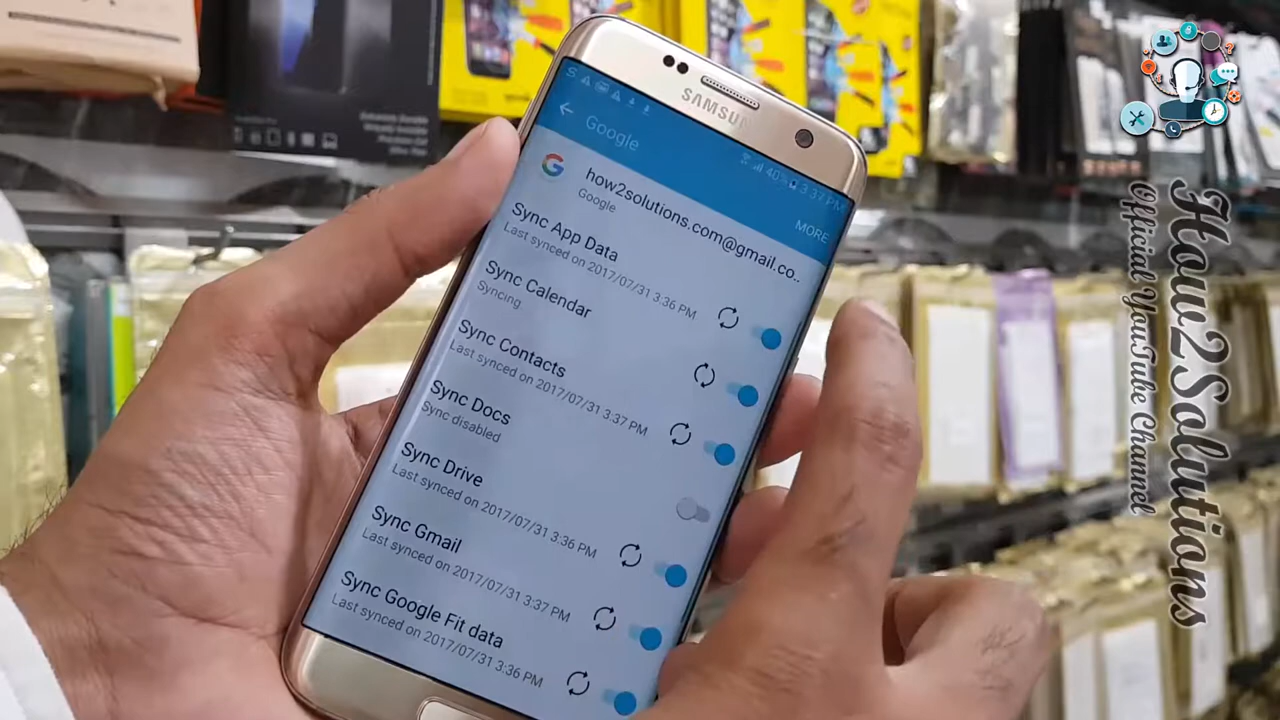 SAMSUNG
40% 3:37 PM
Google
MORE
how2solutions.com@gmail.co..
Google
Sync App Data
Last synced on 2017/07/31 3:36 PM
Sync Calendar
Syncing
Sync Contacts
Last synced on 2017/07/31 3:37 PM
Sync Docs
Sync disabled
Sync Drive
Last synced on 2017/07/31 3:36 PM
Sync Gmail
Last synced on 2017/07/31 3:37 PM
Sync Google Fit data
Last synced on 2017/07/31 3:36 PM
How2Solutions
Official YouTube Channel